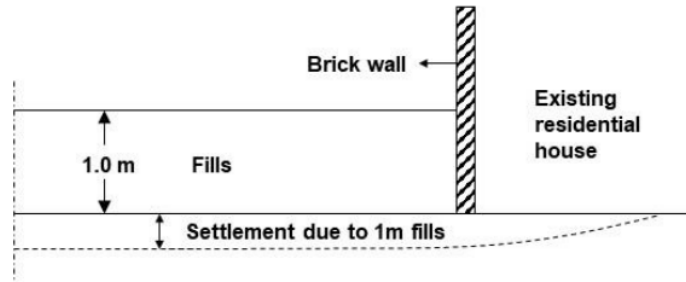 Brick wall
Existing
residential
house
1.0 m
Fills
Settlement due to 1m fills